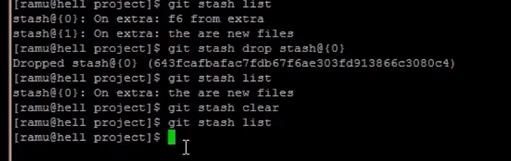 [ramu@hell project]$ git stash list
stash@{0}: On extra: f6 from extra
stash@{1}: On extra: the are new files
[ramu@hell project]$ git stash drop stash@{0}
Dropped stash@{0} (643fcafbafac7fdb67f6ae303fd913866c3080c4)
[ramu@hell project]$ git stash list
stash@{0}: On extra: the are new files
[ramu@hell project]$ git stash clear
[ramu@hell project]$ git stash list
[ramu@hell project]$